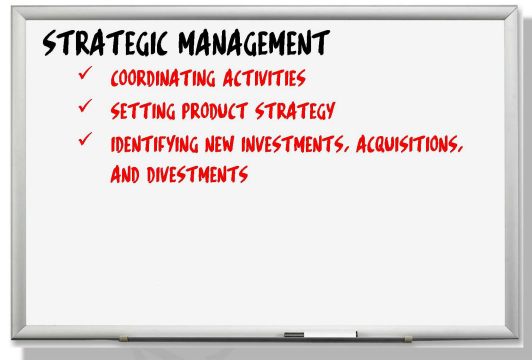 STRATEGIC MANAGEMENT
✓ COORDINATING ACTIVITIES
✓ SETTING PRODUCT STRATEGY
✓ IDENTIFYING NEW INVESTMENTS, ACQUISITIONS,
AND DIVESTMENTS